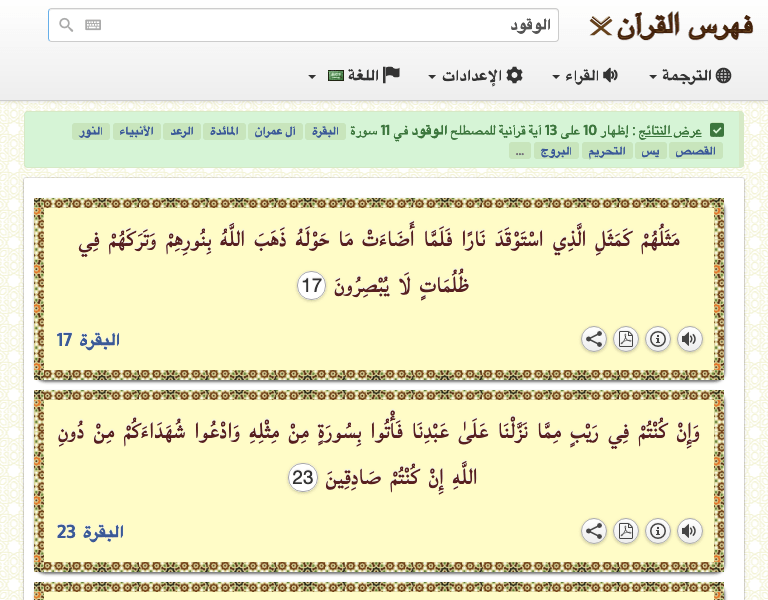 فهرس القرآن
الوقود
الترجمة
القراء
الإعدادات
اللغة
عرض النتائج : إظهار 10 على 13 آية قرآنية للمصطلح الوقود في 11 سورة البقرة آل عمران المائدة الرعد الأنبياء النور
القصص يس التحريم البروج ...
مَثَلُهُمْ كَمَثَلِ الَّذِي اسْتَوْقَدَ نَارًا فَلَمَّا أَضَاءَتْ مَا حَوْلَهُ ذَهَبَ اللَّهُ بِنُورِهِمْ وَتَرَكَهُمْ فِي
ظُلُمَاتٍ لَا يُبْصِرُونَ 17
البقرة 17
وَإِنْ كُنْتُمْ فِي رَيْبٍ مِمَّا نَزَّلْنَا عَلَىٰ عَبْدِنَا فَأْتُوا بِسُورَةٍ مِنْ مِثْلِهِ وَادْعُوا شُهَدَاءَكُمْ مِنْ دُونِ
اللَّهِ إِنْ كُنْتُمْ صَادِقِينَ 23
البقرة 23